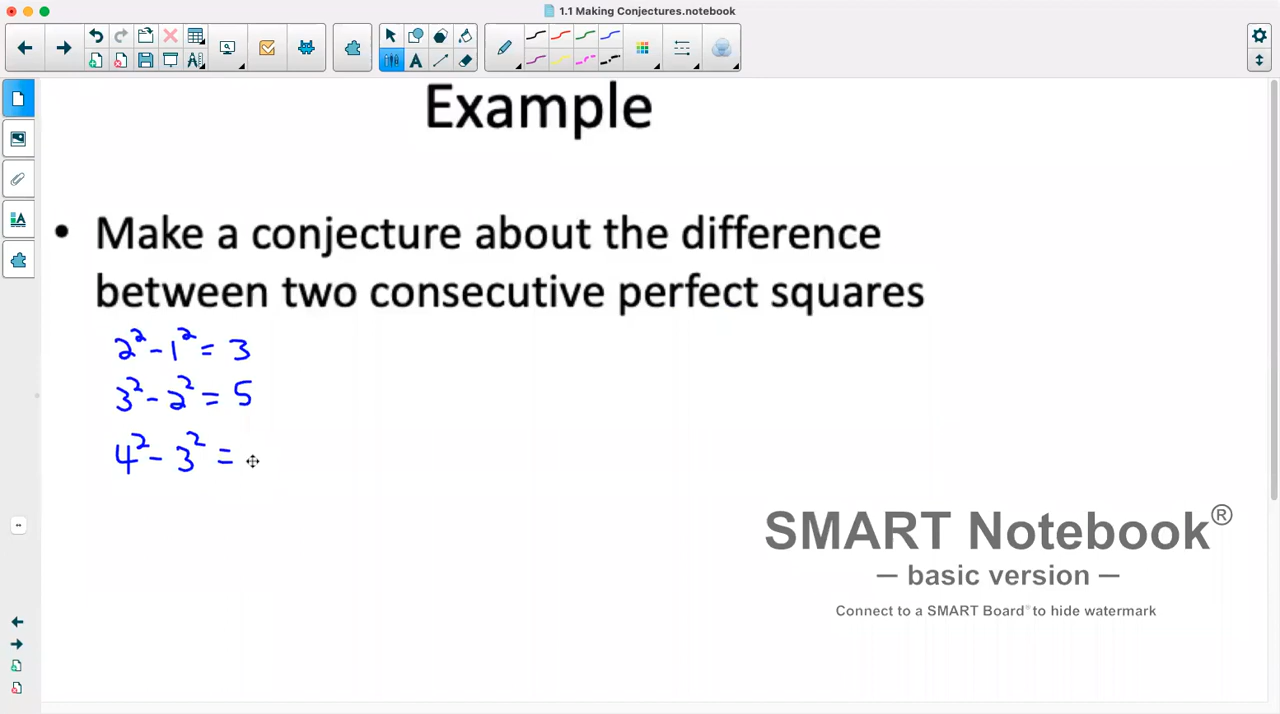 1.1 Making Conjectures.notebook
Example
• Make a conjecture about the difference
between two consecutive perfect squares
2² - 1² = 3
3² - 2² = 5
4² - 3² =
SMART Notebook®
— basic version —
Connect to a SMART Board® to hide watermark